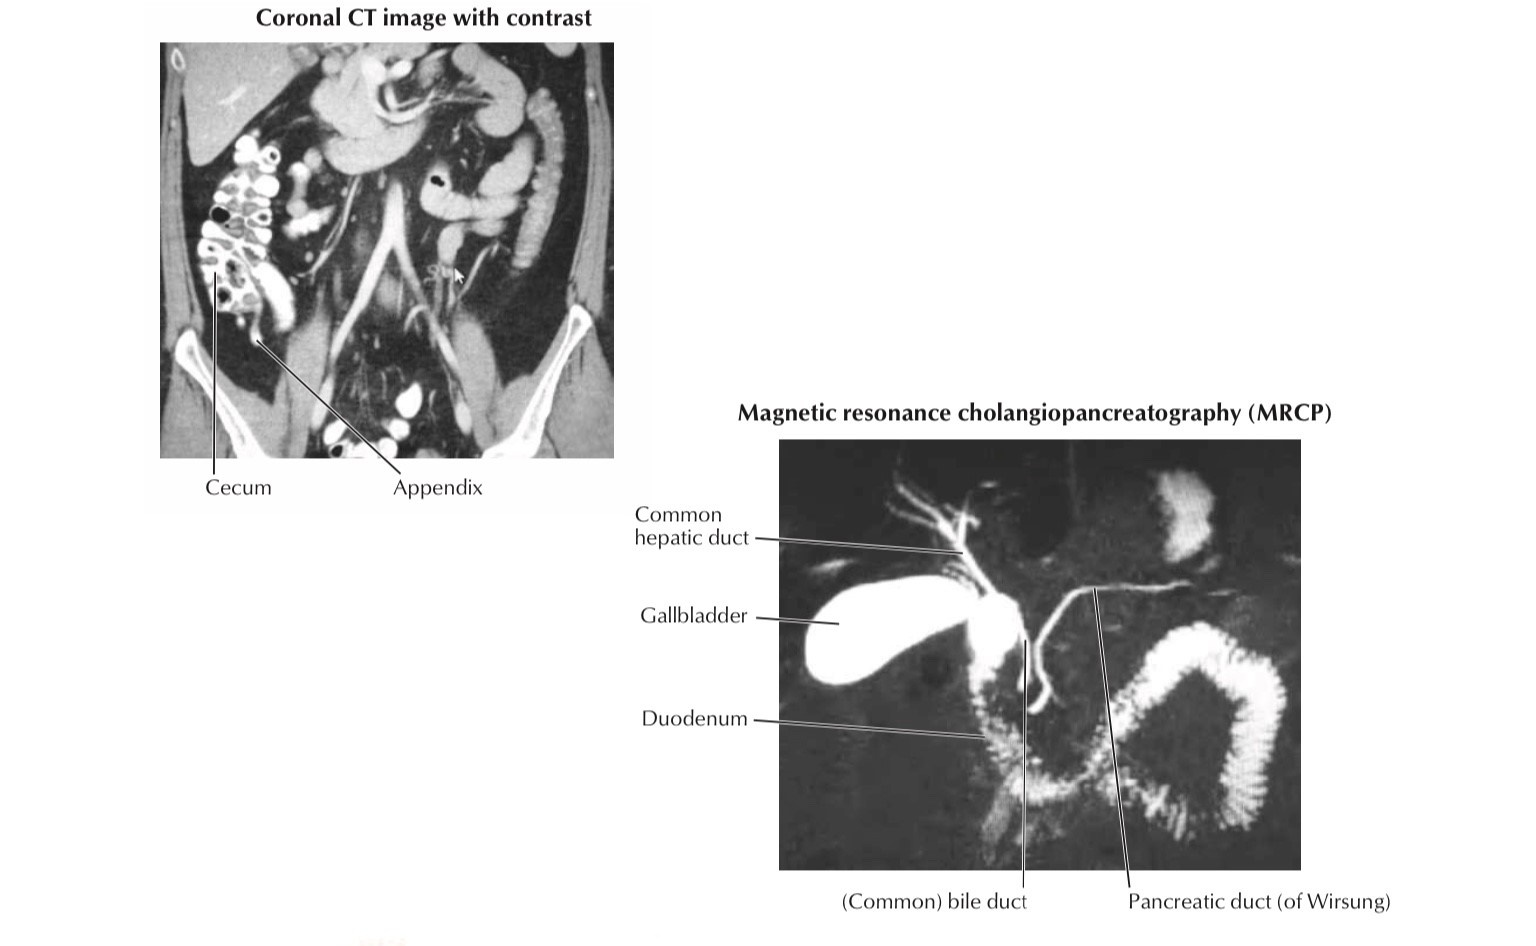 Coronal CT image with contrast
Cecum
Appendix
Magnetic resonance cholangiopancreatography (MRCP)
Common
hepatic duct
Gallbladder
Duodenum
(Common) bile duct
Pancreatic duct (of Wirsung)